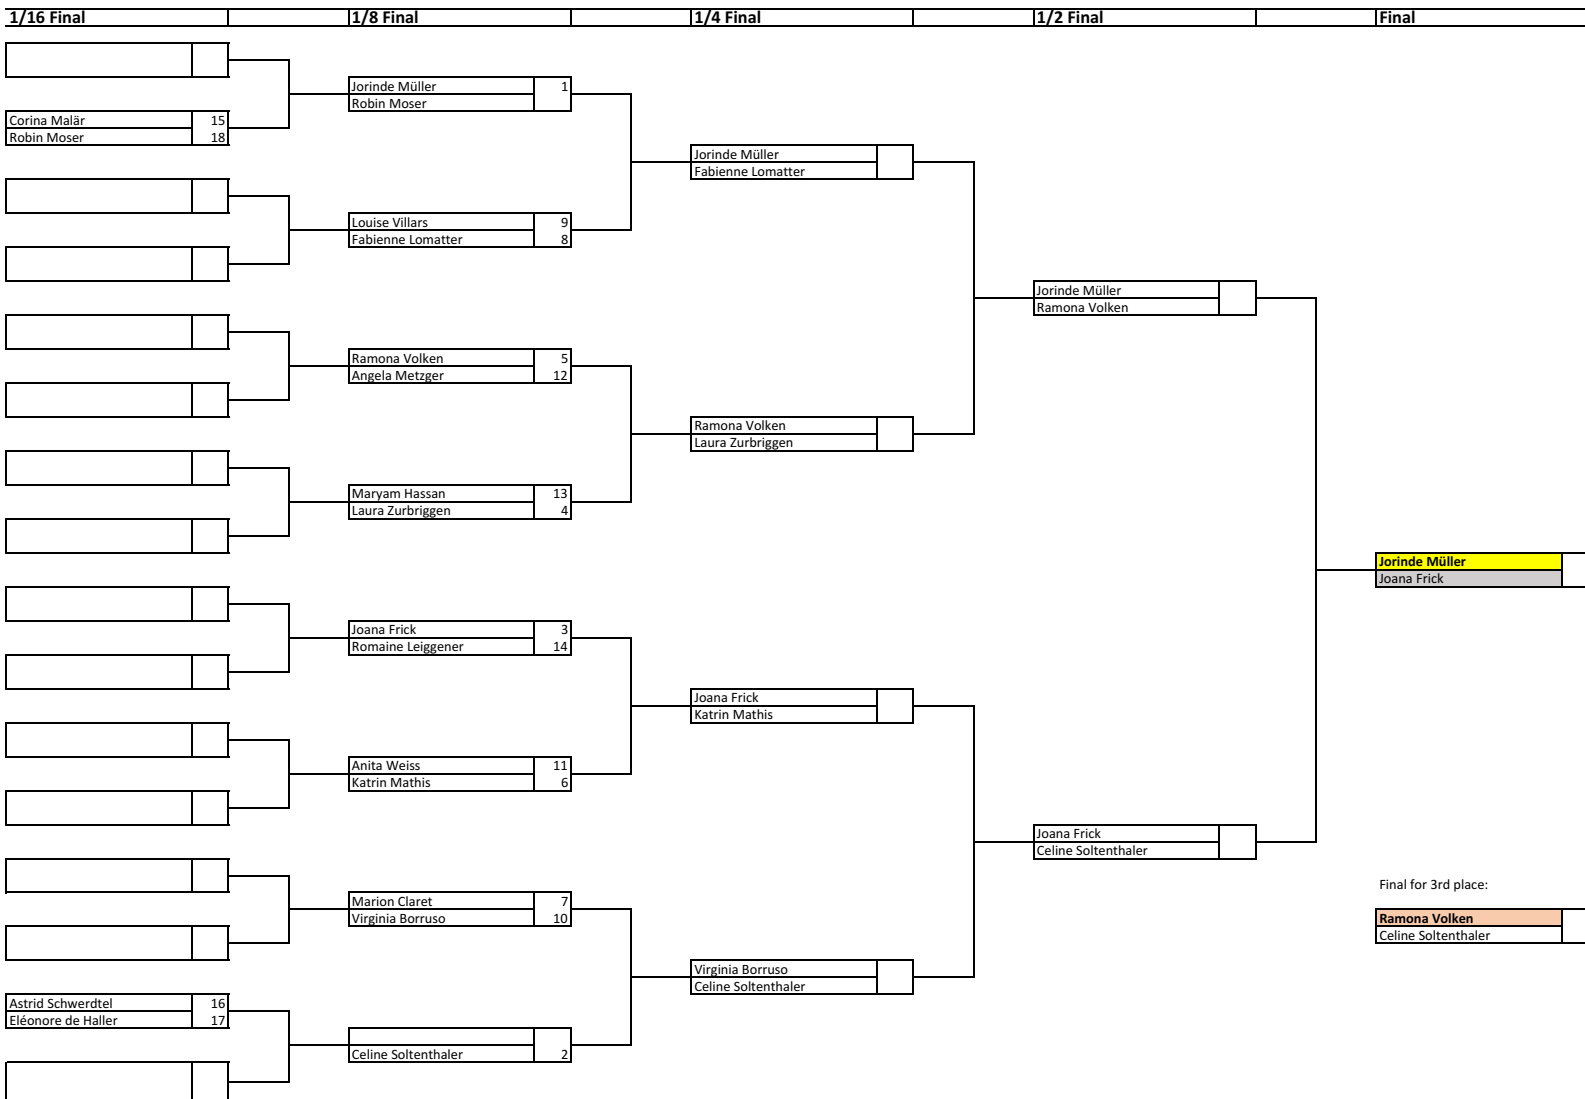 1/16 Final 1/8 Final 1/4 Final 1/2 Final Final
Jorinde Müller 1
Robin Moser
Corina Malär 15
Robin Moser 18
Jorinde Müller
Fabienne Lomatter
Louise Villars 9
Fabienne Lomatter 8
Jorinde Müller
Ramona Volken
Ramona Volken 5
Angela Metzger 12
Ramona Volken
Laura Zurbriggen
Maryam Hassan 13
Laura Zurbriggen 4
Jorinde Müller
Joana Frick
Joana Frick 3
Romaine Leiggener 14
Joana Frick
Katrin Mathis
Anita Weiss 11
Katrin Mathis 6
Joana Frick
Celine Soltenthaler
Final for 3rd place:
Marion Claret 7
Virginia Borruso 10
Ramona Volken
Celine Soltenthaler
Virginia Borruso
Celine Soltenthaler
Astrid Schwerdtel 16
Eléonore de Haller 17
Celine Soltenthaler 2